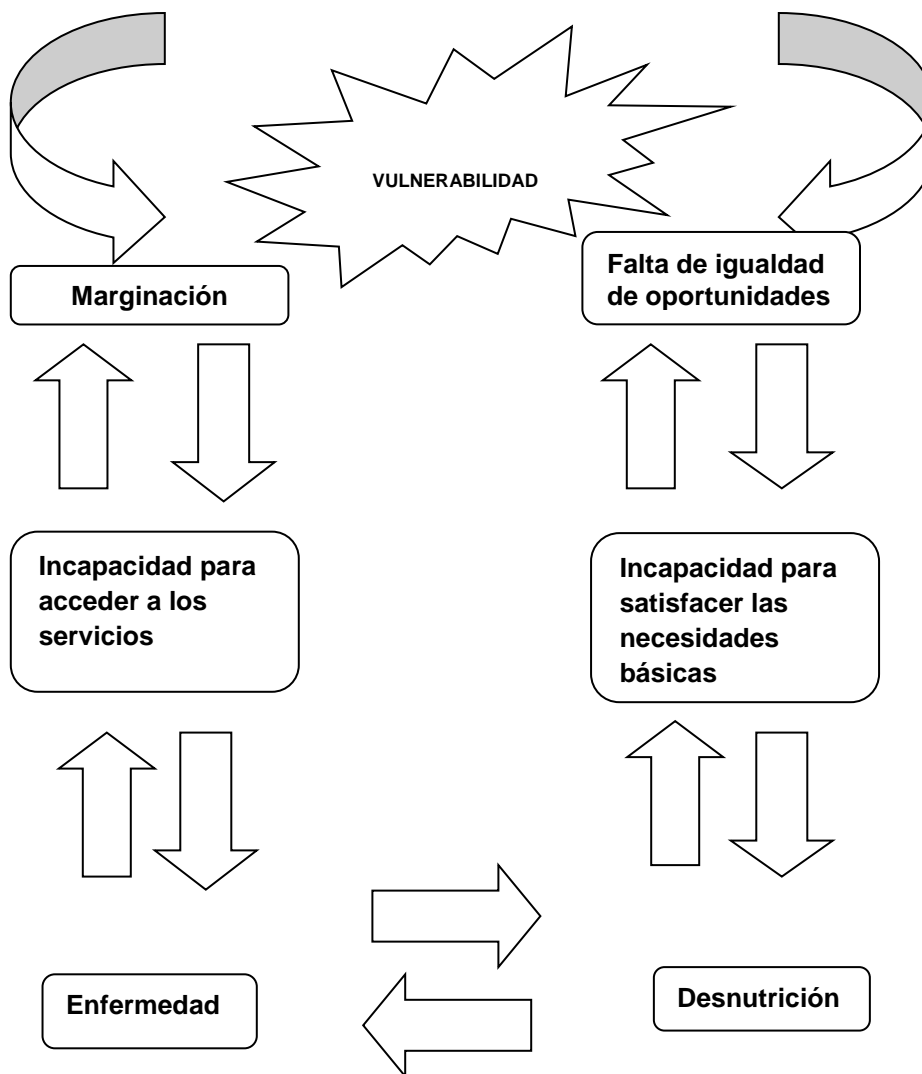 VULNERABILIDAD
Marginación
Falta de igualdad
de oportunidades
Incapacidad para
acceder a los
servicios
Incapacidad para
satisfacer las
necesidades
básicas
Enfermedad
Desnutrición